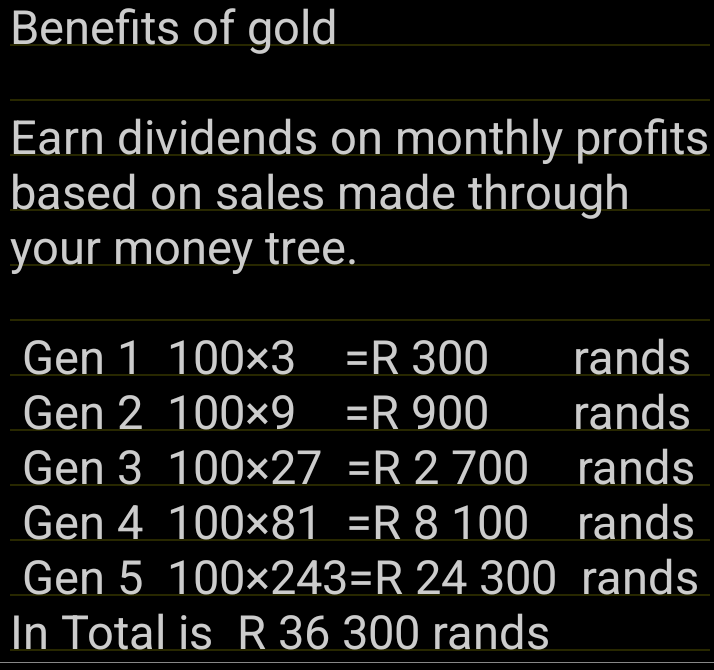 Benefits of gold
Earn dividends on monthly profits
based on sales made through
your money tree.
Gen 1 100×3 =R 300 rands
Gen 2 100×9 =R 900 rands
Gen 3 100×27 =R 2 700 rands
Gen 4 100×81 =R 8 100 rands
Gen 5 100×243=R 24 300 rands
In Total is R 36 300 rands